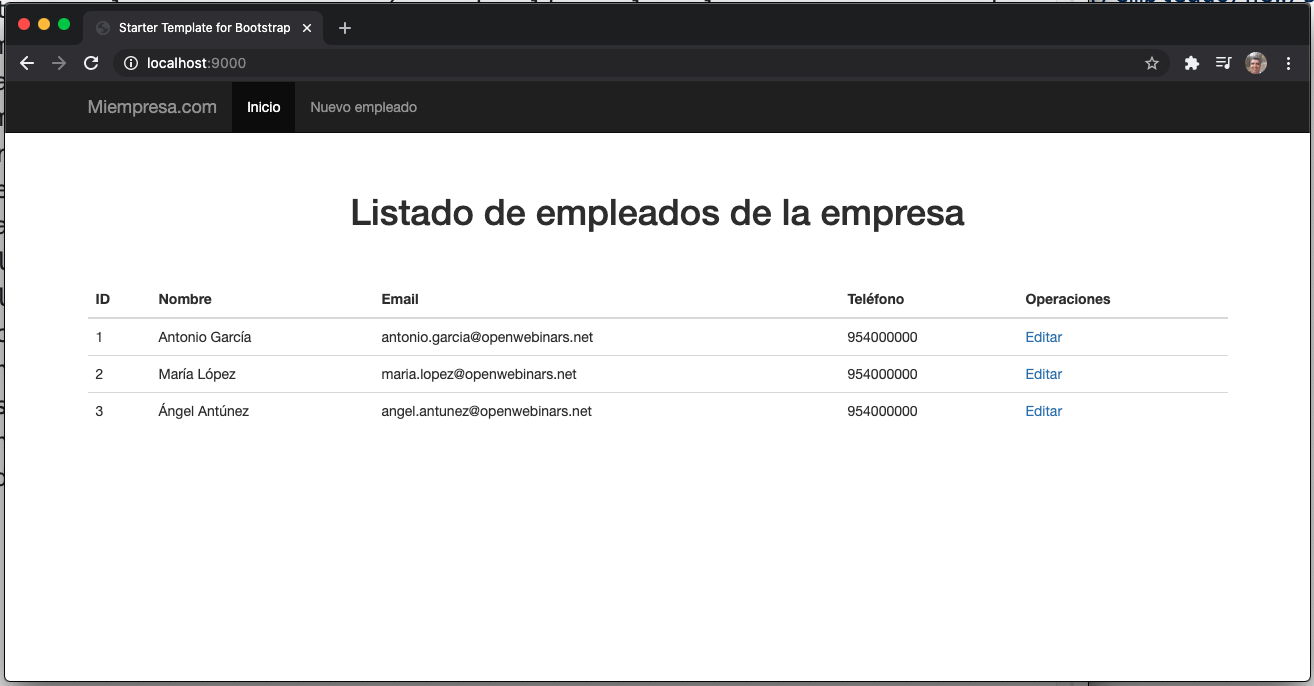 Starter Template for Bootstrap
localhost:9000
Miempresa.com Inicio Nuevo empleado
Listado de empleados de la empresa
ID Nombre Email Teléfono Operaciones
1 Antonio García antonio.garcia@openwebinars.net 954000000 Editar
2 María López maria.lopez@openwebinars.net 954000000 Editar
3 Ángel Antúnez angel.antunez@openwebinars.net 954000000 Editar